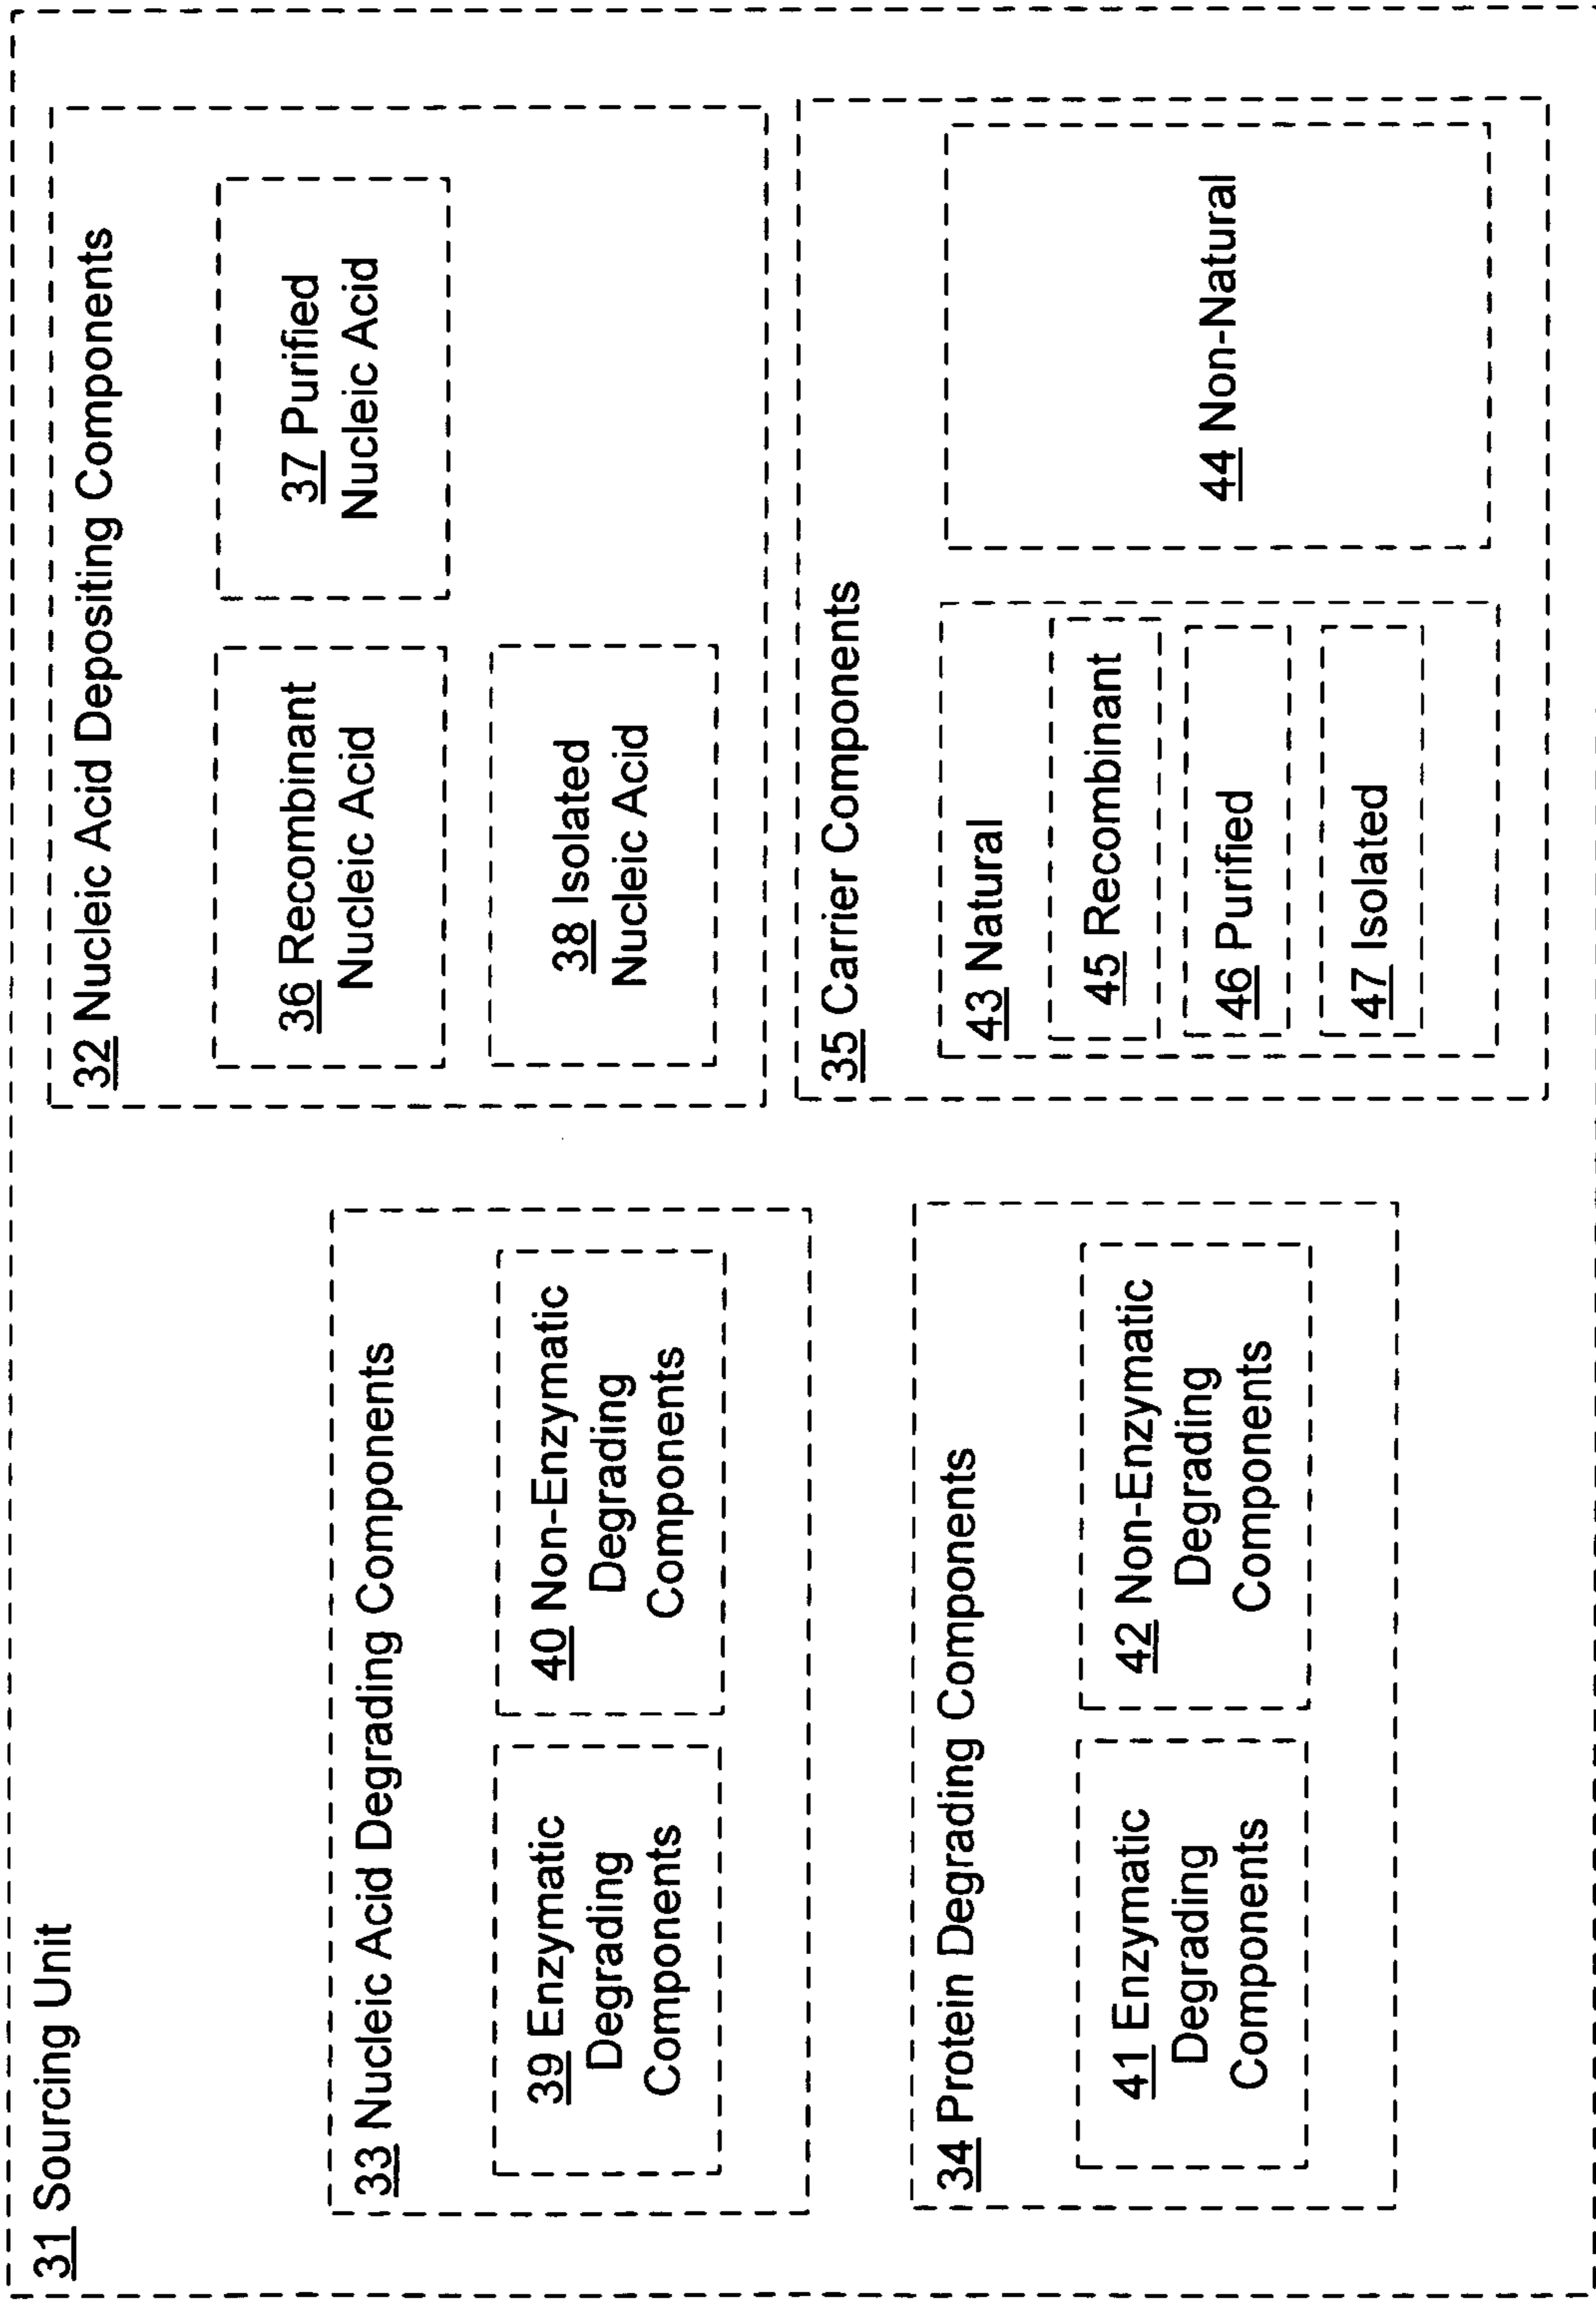 31 Sourcing Unit
33 Nucleic Acid Degrading Components
39 Enzymatic
Degrading
Components
40 Non-Enzymatic
Degrading
Components
34 Protein Degrading Components
41 Enzymatic
Degrading
Components
42 Non-Enzymatic
Degrading
Components
32 Nucleic Acid Depositing Components
36 Recombinant
Nucleic Acid
37 Purified
Nucleic Acid
38 Isolated
Nucleic Acid
35 Carrier Components
43 Natural
45 Recombinant
46 Purified
47 Isolated
44 Non-Natural